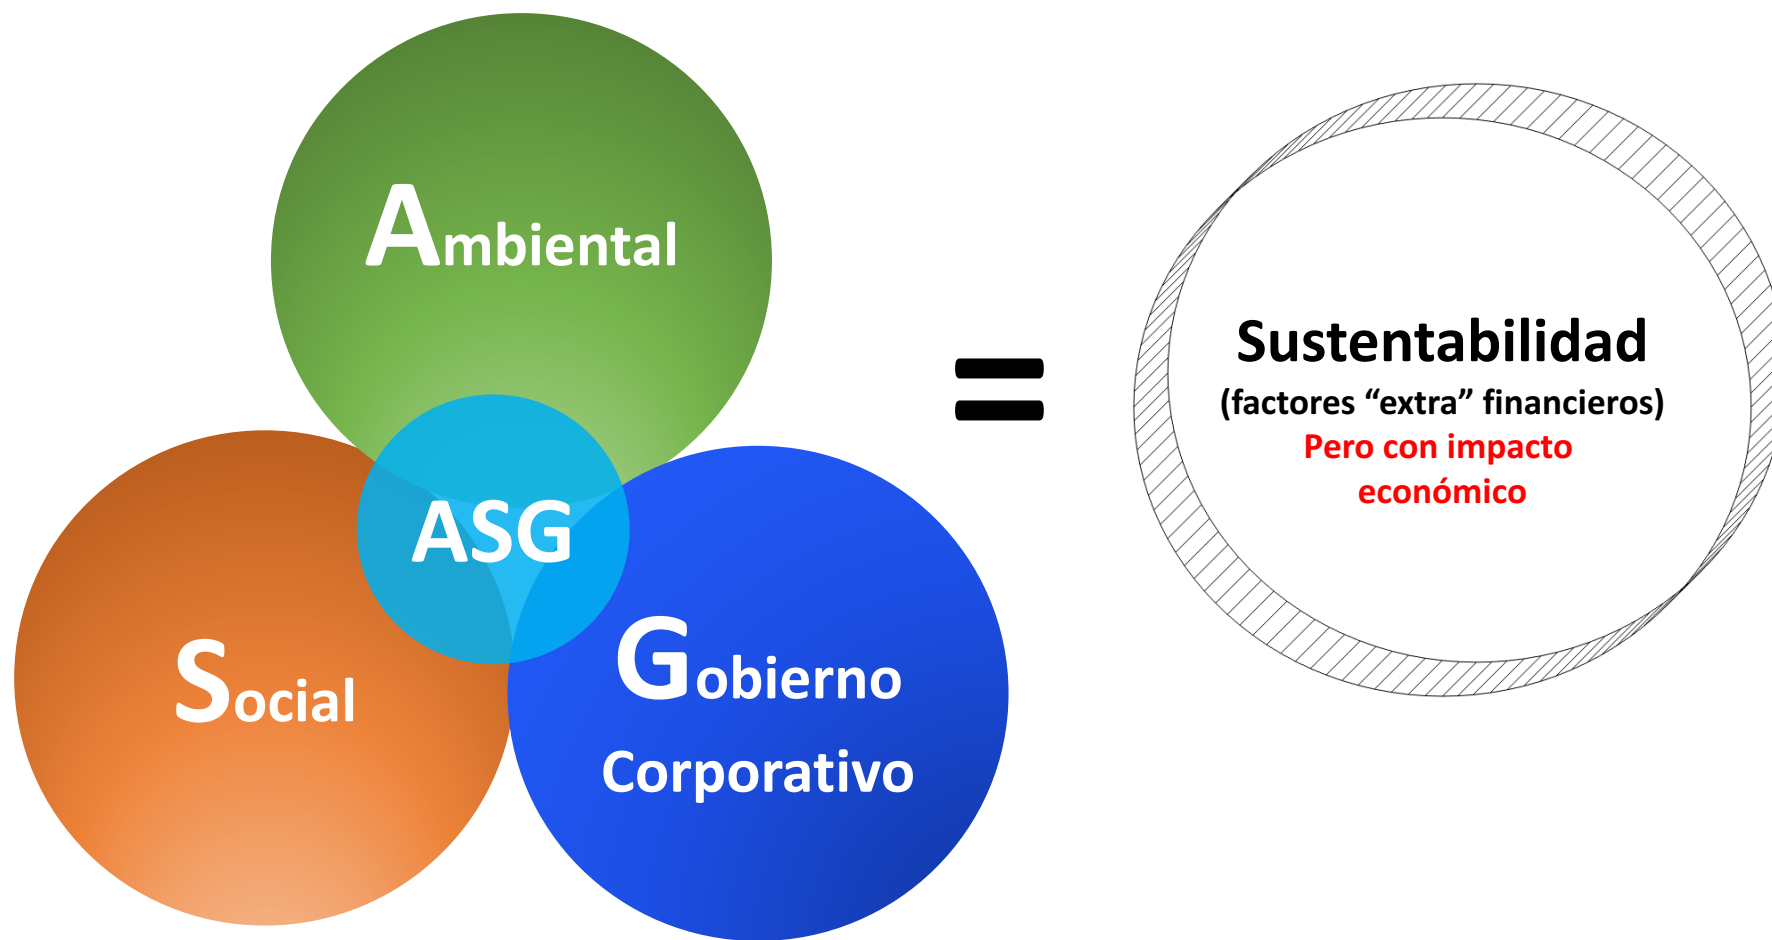 Ambiental
ASG
Social
Gobierno
Corporativo
=
Sustentabilidad
(factores “extra” financieros)
Pero con impacto
económico